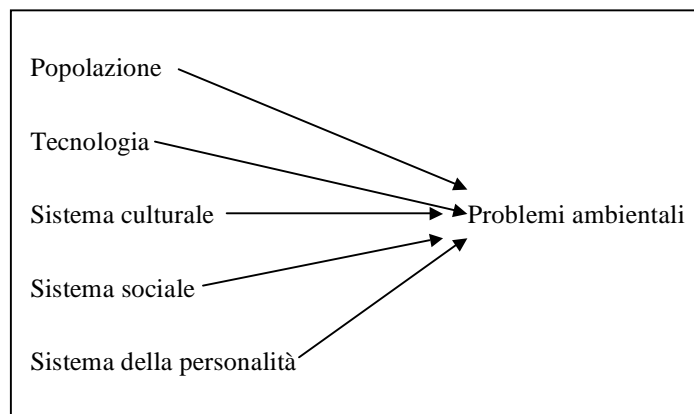 Popolazione
Tecnologia
Sistema culturale
Problemi ambientali
Sistema sociale
Sistema della personalità